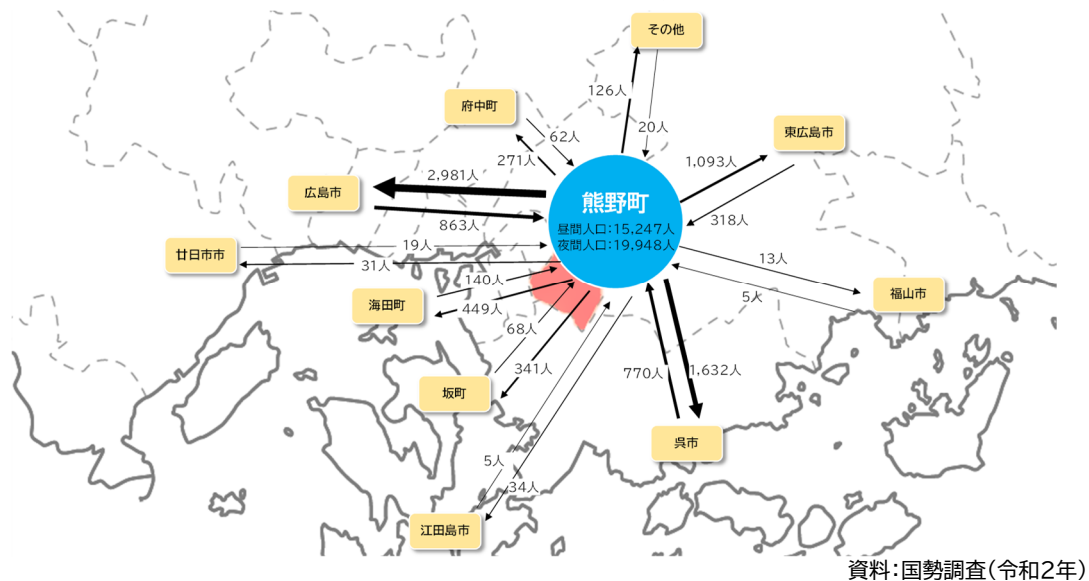 その他
126人
20人
府中町
62人
271人
東広島市
1,093人
318人
広島市
2,981人
863人
熊野町
昼間人口:15,247人
夜間人口:19,948人
廿日市市
19人
31人
13人
5人
福山市
海田町
140人
449人
68人
341人
坂町
770人
1,632人
呉市
5人
34人
江田島市
資料:国勢調査(令和2年)